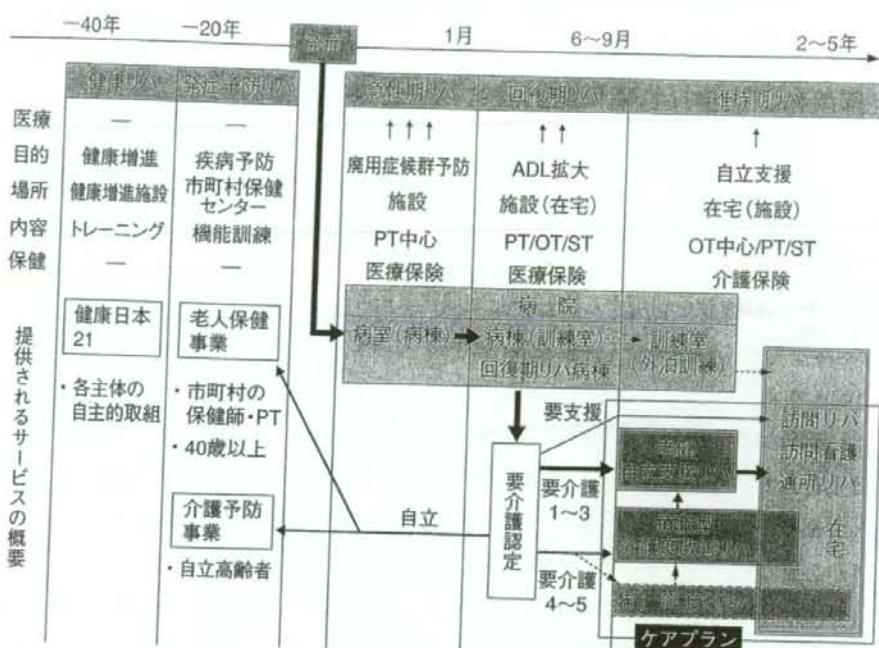 −40年 −20年 1月 6〜9月 2〜5年
健康リハ 発症予防リハ 急性期リハ 回復期リハ 維持期リハ
医療 — — ↑↑↑ ↑↑ ↑
目的 健康増進 疾病予防 廃用症候群予防 ADL拡大 自立支援
場所 健康増進施設 市町村保健センター 施設 施設(在宅) 在宅(施設)
内容 トレーニング 機能訓練 PT中心 PT/OT/ST OT中心/PT/ST
保健 — — 医療保険 医療保険 介護保険
提供されるサービスの概要
健康日本
21
・各主体の
自主的取組
老人保健
事業
・市町村の
保健師・PT
・40歳以上
介護予防
事業
・自立高齢者
病院
病室(病棟) 病棟(訓練室) 訓練室
回復期リハ病棟 (外泊訓練)
要支援
要介護認定
自立
要介護
1〜3
要介護
4〜5
自立支援リハ
訪問リハ
訪問看護
通所リハ
在宅
ケアプラン